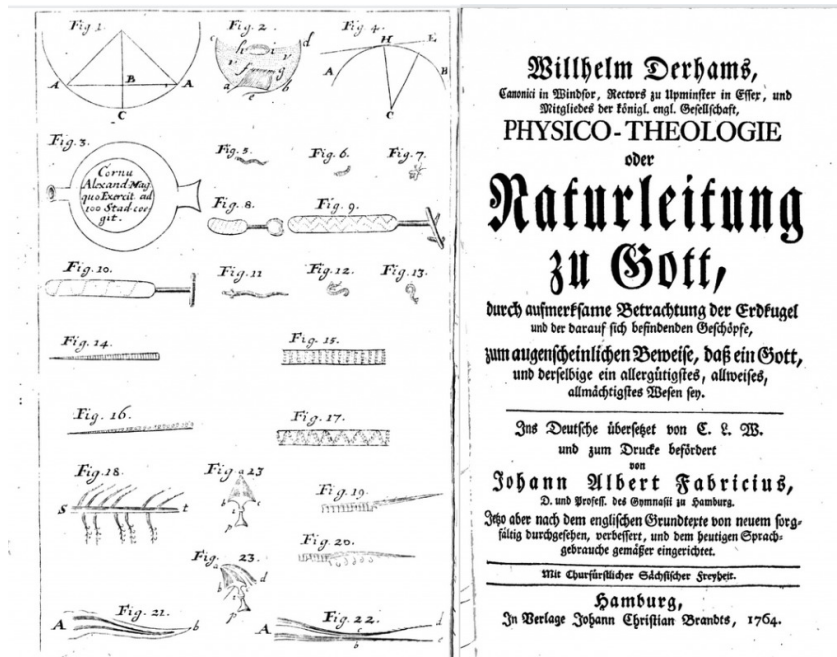 Fig 1.
Fig. 2.
Fig. 4.
c
d
H
E
h
i
r
v
f
g
A
B
A
a
e
b
A
B
C
C
Fig. 3.
Cornu
Alexand. Mag
quo Exercit ad
100 Stad. coe
git.
Fig. 5.
Fig. 6.
Fig. 7.
Fig. 8.
Fig. 9.
Fig. 10.
Fig. 11
Fig. 12.
Fig. 13.
Fig. 14.
Fig. 15.
Fig. 16.
Fig. 17.
Fig. 18.
Fig. 23
S
t
a
b
c
p
Fig. 19.
Fig. 20.
Fig. 23.
a
b
d
p
Fig. 21.
Fig. 22.
A
b
A
c
b
d
e
Willhelm Derhams,
Canonici in Windsor, Rectors zu Upminster in Essex, und
Mitgliedes der königl. engl. Gesellschaft,
PHYSICO-THEOLOGIE
oder
Naturleitung
zu Gott,
durch aufmerksame Betrachtung der Erdkugel
und der darauf sich befindenden Geschöpfe,
zum augenscheinlichen Beweise, daß ein Gott,
und derselbige ein allergütigstes, allweises,
allmächtigstes Wesen sey.
Ins Deutsche übersetzet von C. L. W.
und zum Drucke befördert
von
Johann Albert Fabricius,
D. und Profess. des Gymnasii zu Hamburg.
Jetzo aber nach dem englischen Grundtexte von neuem sorg-
fältig durchgesehen, verbessert, und dem heutigen Sprach-
gebrauche gemäßer eingerichtet.
Mit Churfürstlicher Sächsischer Freyheit.
Hamburg,
In Verlage Johann Christian Brandts, 1764.